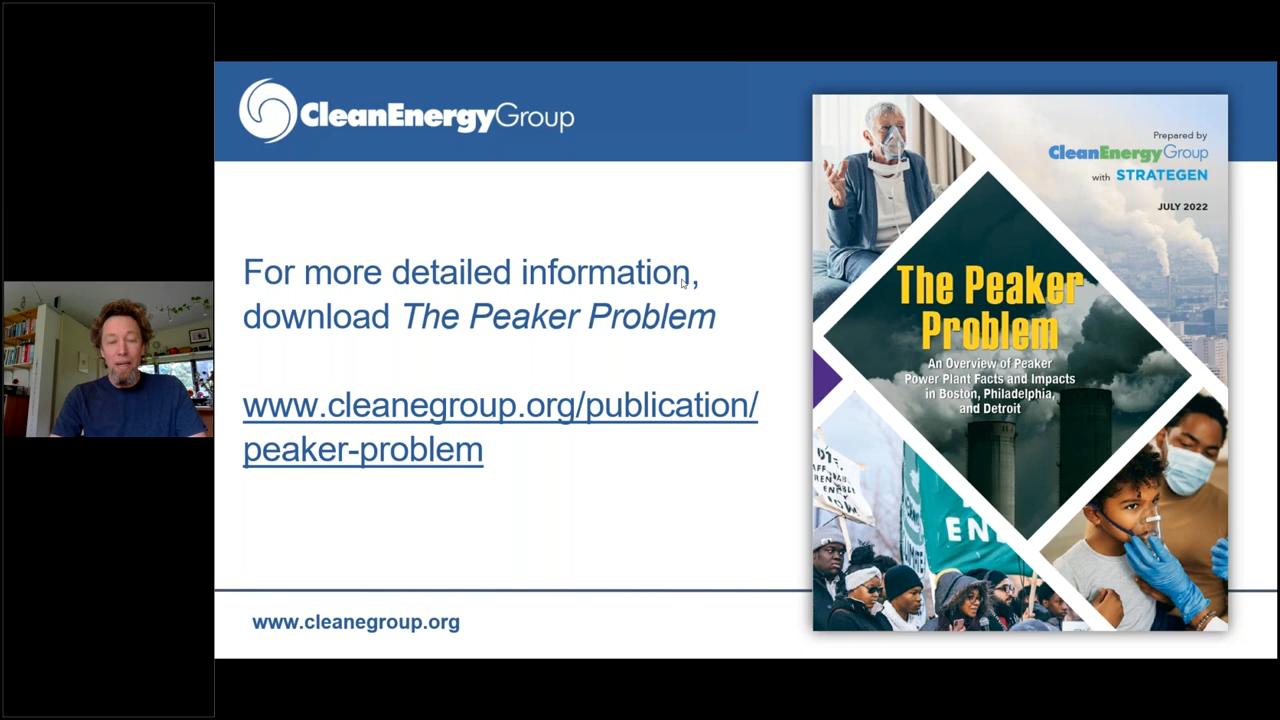 CleanEnergyGroup
For more detailed information,
download The Peaker Problem
www.cleanegroup.org/publication/
peaker-problem
www.cleanegroup.org
Prepared by
CleanEnergyGroup
with STRATEGEN
JULY 2022
The Peaker
Problem
An Overview of Peaker
Power Plant Facts and Impacts
in Boston, Philadelphia,
and Detroit